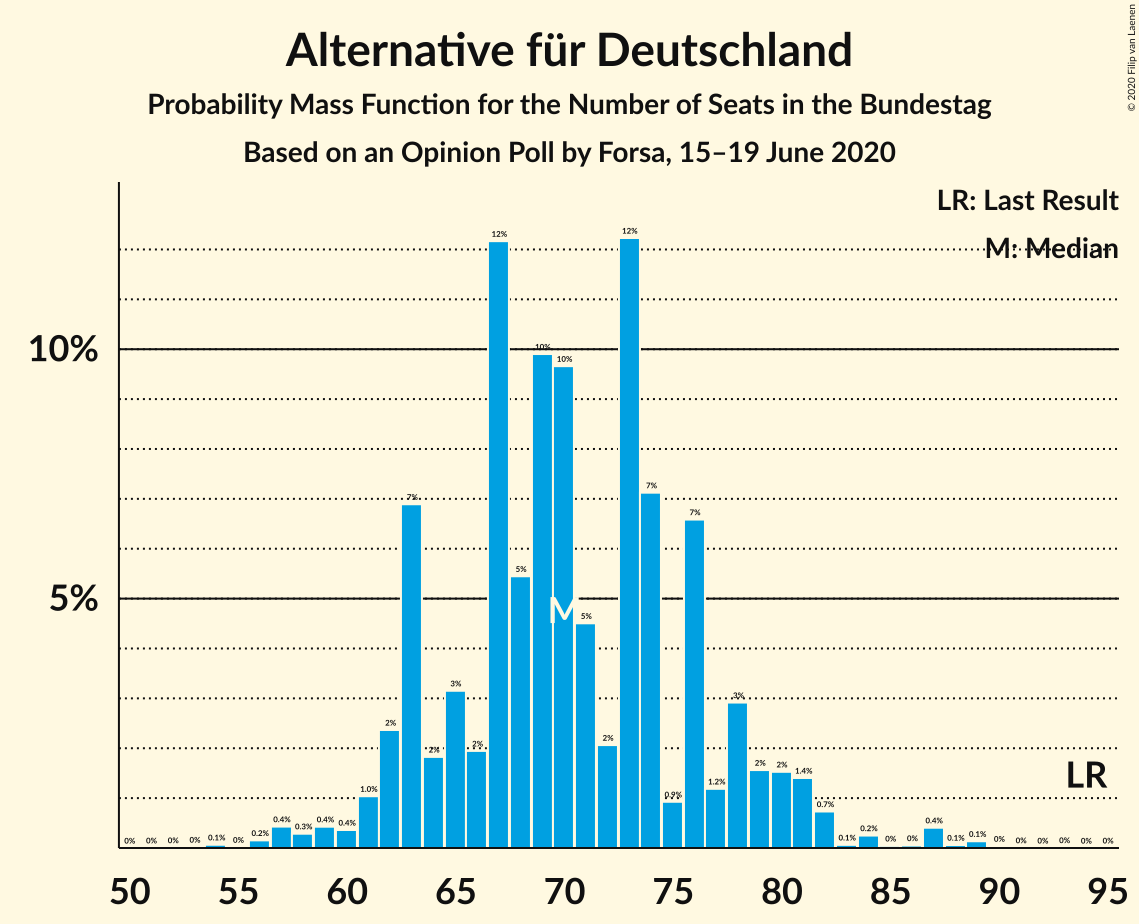 Alternative für Deutschland
Probability Mass Function for the Number of Seats in the Bundestag
Based on an Opinion Poll by Forsa, 15–19 June 2020
© 2020 Filip van Laenen
LR: Last Result
M: Median
10%
5%
0% 0% 0% 0% 0.1% 0% 0.2% 0.4% 0.3% 0.4% 0.4% 1.0% 2% 7% 2% 3% 2% 12% 5% 10% 10% 5% 2% 12% 7% 0.9% 7% 1.2% 3% 2% 2% 1.4% 0.7% 0.1% 0.2% 0% 0% 0.4% 0.1% 0.1% 0% 0% 0% 0% 0% 0%
M
LR
50 55 60 65 70 75 80 85 90 95